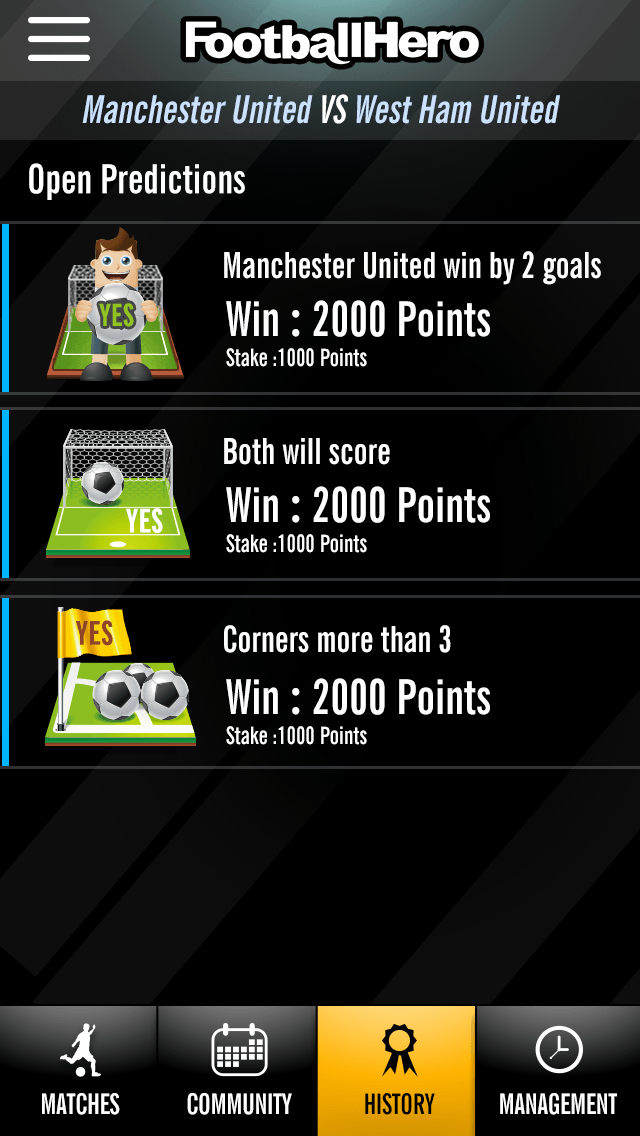 FootballHero
Manchester United VS West Ham United
Open Predictions
YES
Manchester United win by 2 goals
Win : 2000 Points
Stake :1000 Points
YES
Both will score
Win : 2000 Points
Stake :1000 Points
YES
Corners more than 3
Win : 2000 Points
Stake :1000 Points
MATCHES
COMMUNITY
HISTORY
MANAGEMENT